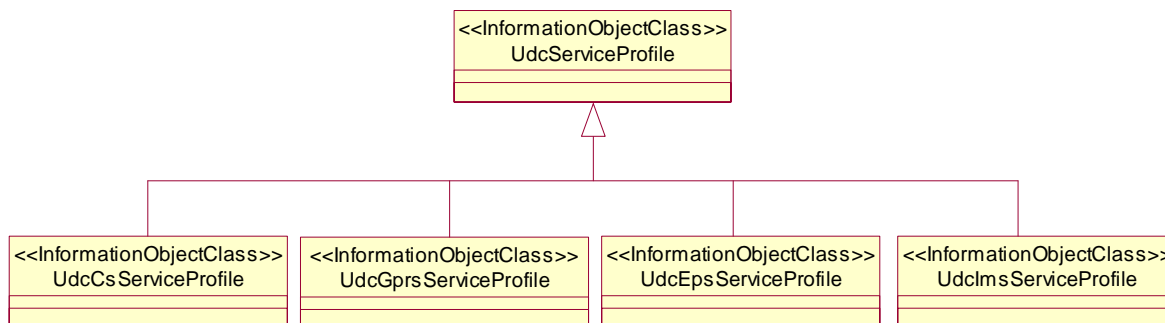 <<InformationObjectClass>>
UdcServiceProfile
<<InformationObjectClass>>
UdcCsServiceProfile
<<InformationObjectClass>>
UdcGprsServiceProfile
<<InformationObjectClass>>
UdcEpsServiceProfile
<<InformationObjectClass>>
UdcImsServiceProfile